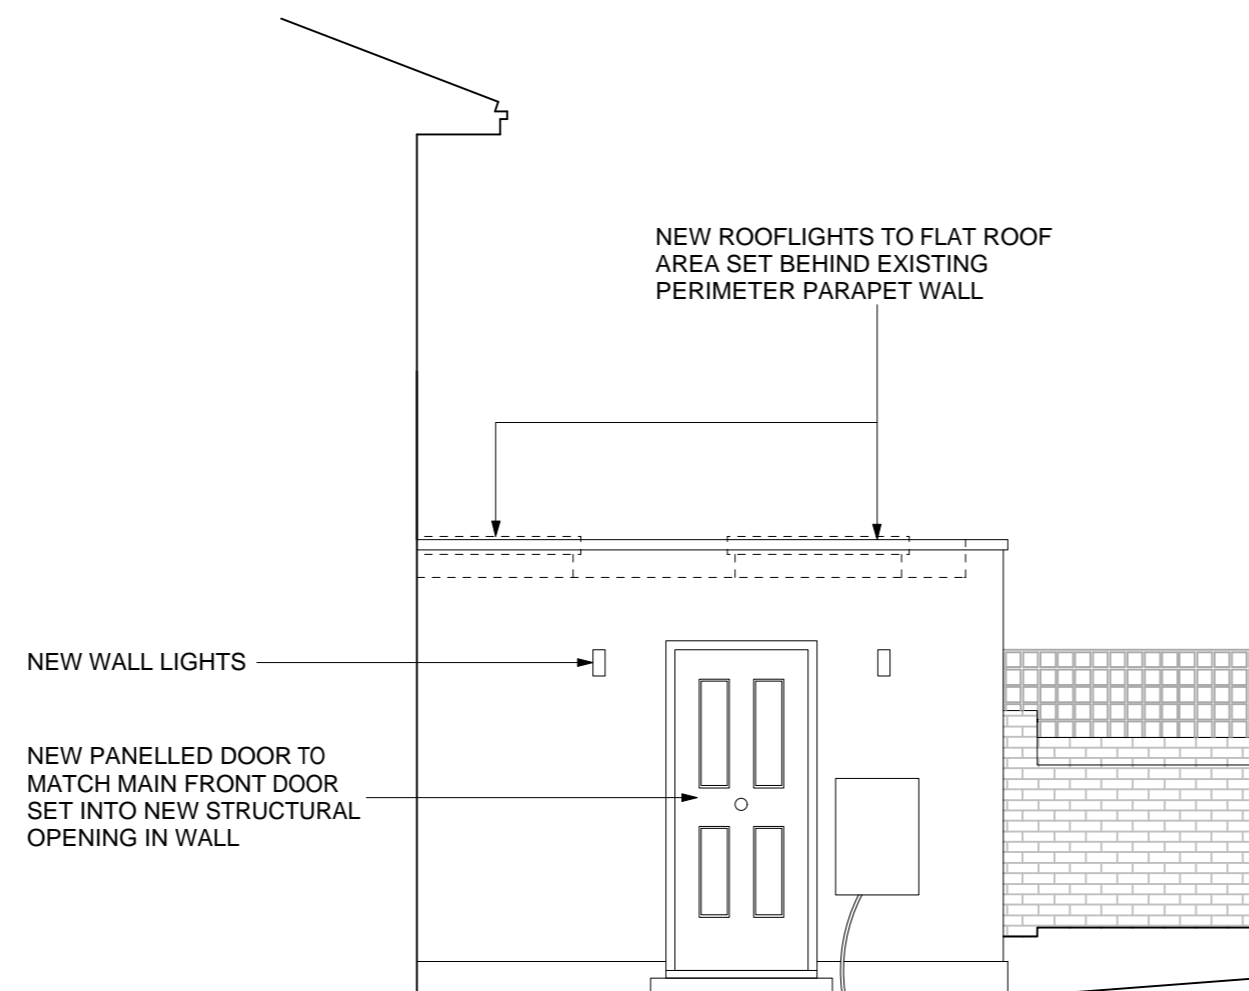 NEW ROOFLIGHTS TO FLAT ROOF
AREA SET BEHIND EXISTING
PERIMETER PARAPET WALL
NEW WALL LIGHTS
NEW PANELLED DOOR TO
MATCH MAIN FRONT DOOR
SET INTO NEW STRUCTURAL
OPENING IN WALL